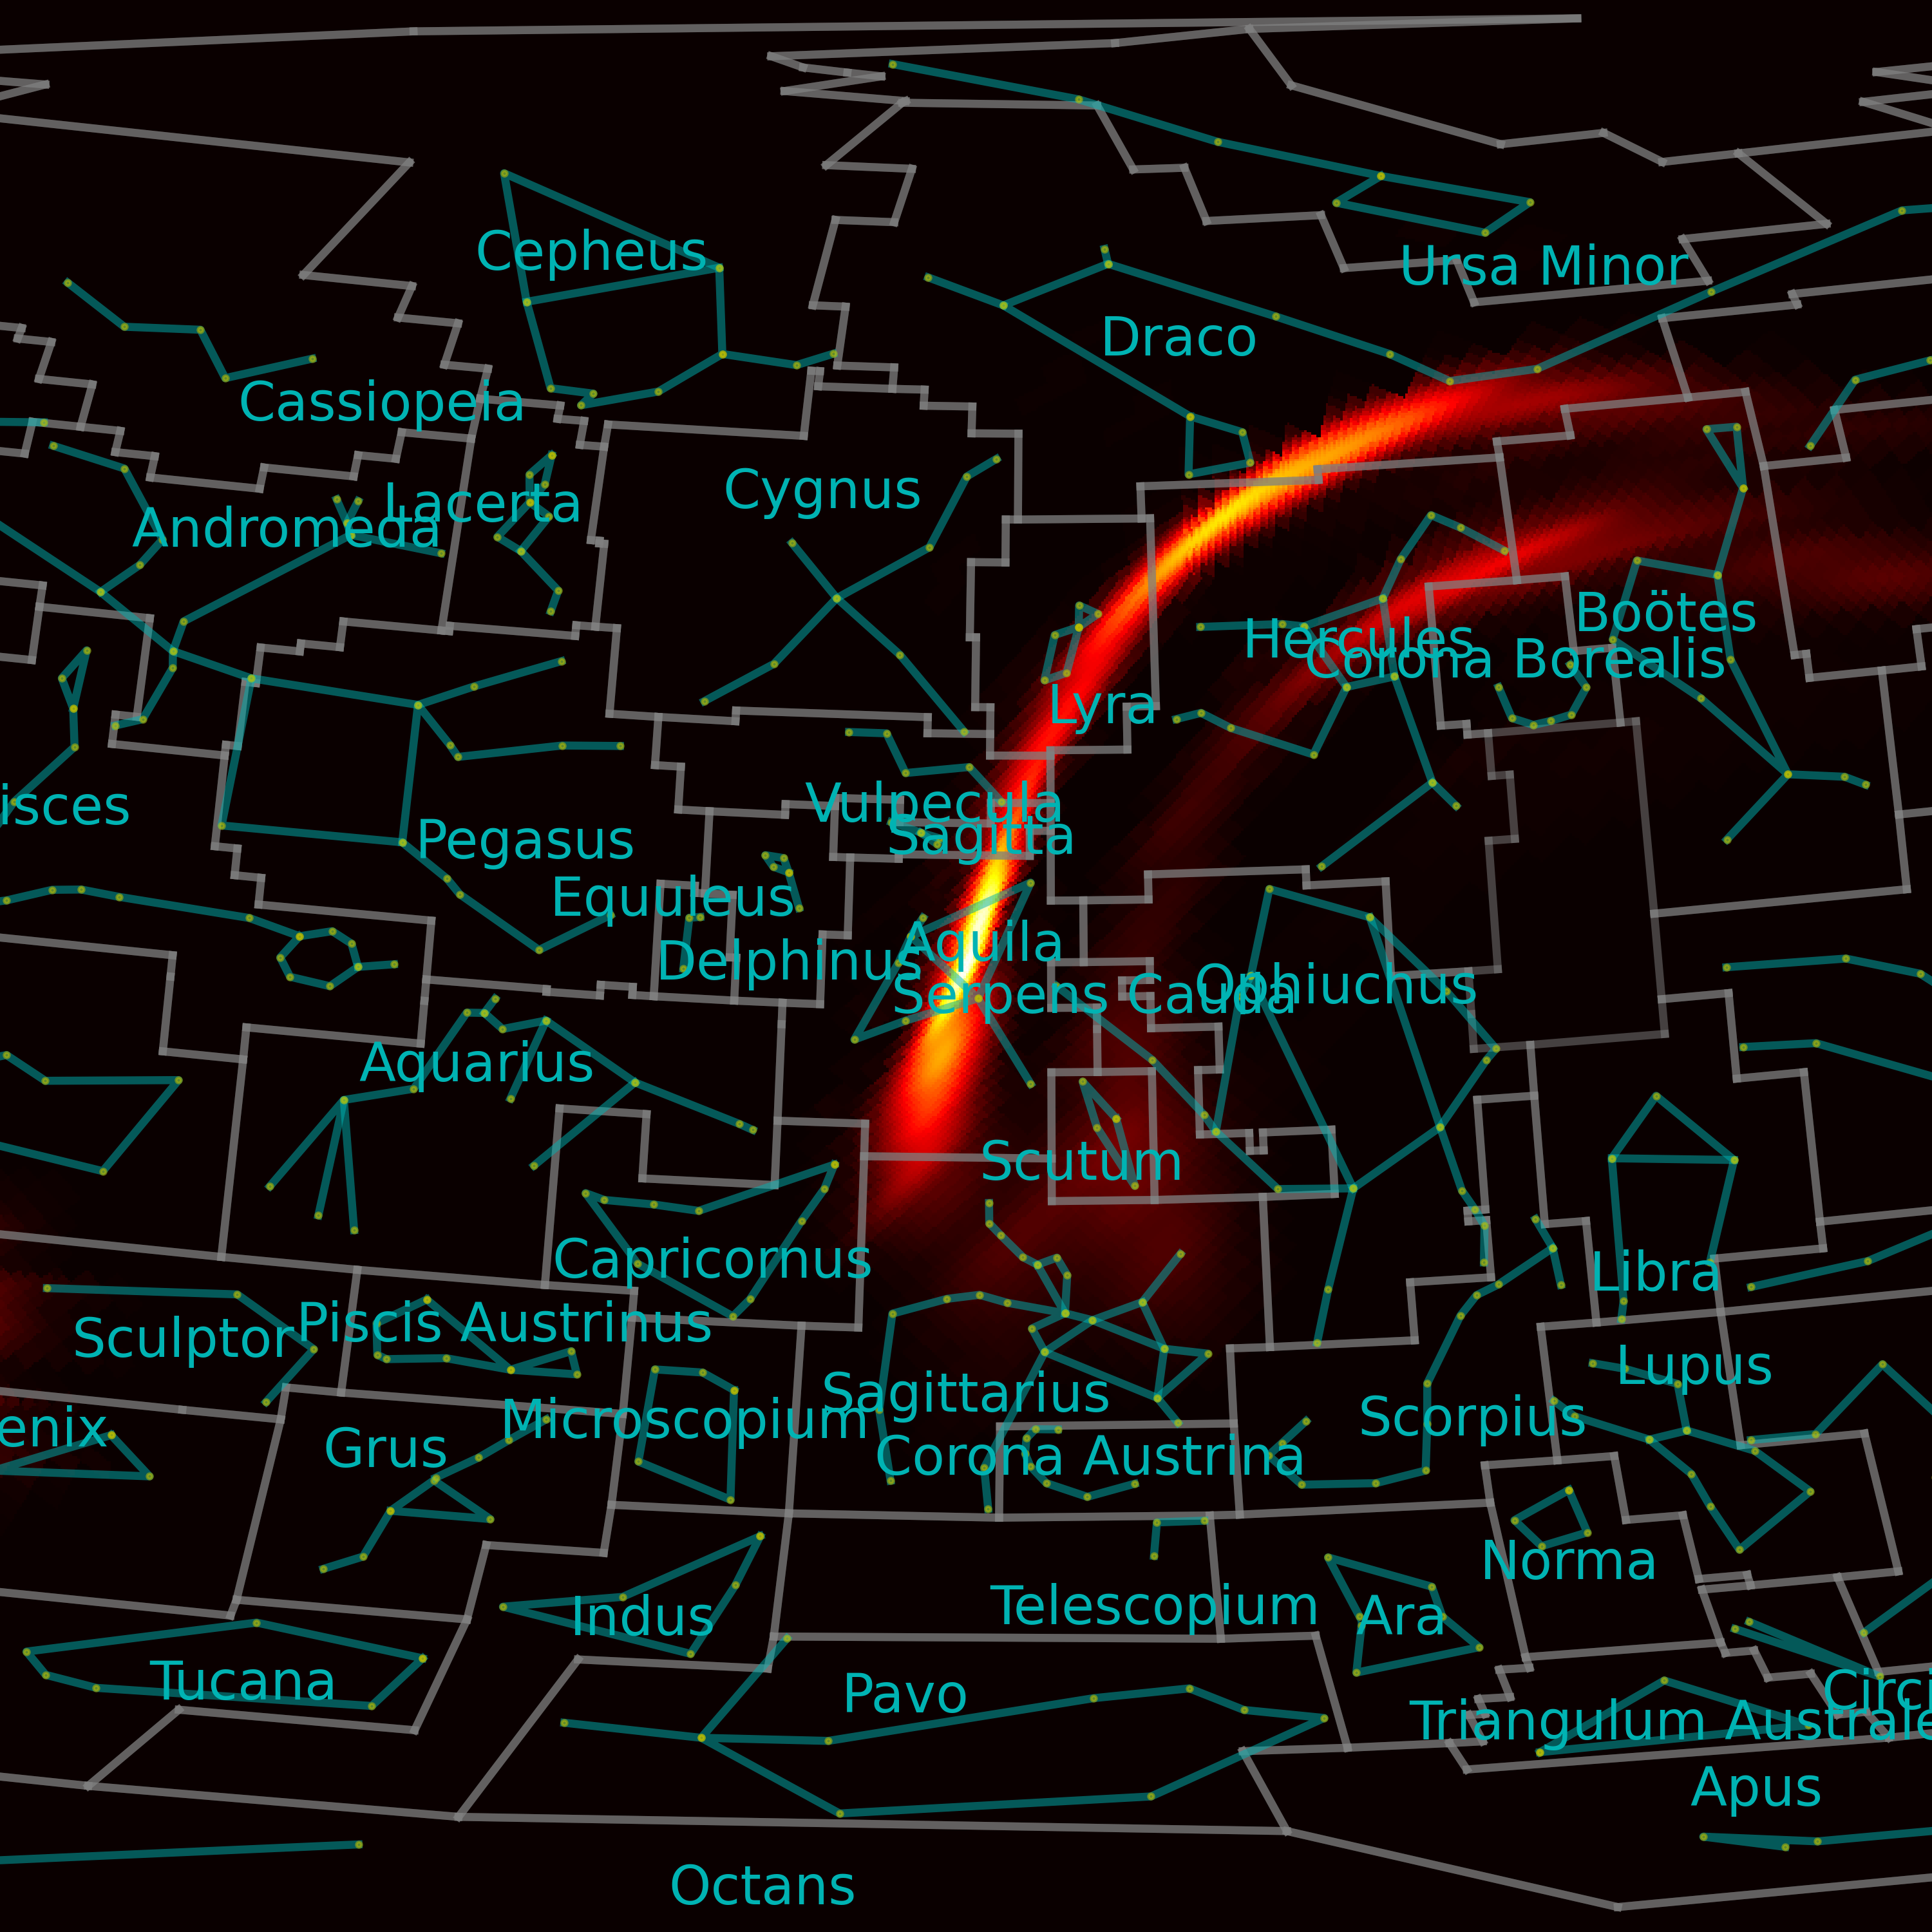 Cepheus
Ursa Minor
Draco
Cassiopeia
Cygnus
Lacerta
Andromeda
Boötes
Hercules
Corona Borealis
Lyra
isces
Vulpecula
Sagitta
Pegasus
Equuleus
Aquila
Delphinus
Ophiuchus
Serpens Cauda
Aquarius
Scutum
Capricornus
Libra
Piscis Austrinus
Sculptor
Lupus
Sagittarius
Scorpius
Microscopium
enix
Grus
Corona Austrina
Norma
Telescopium
Indus
Ara
Tucana
Circi
Pavo
Triangulum Australe
Apus
Octans